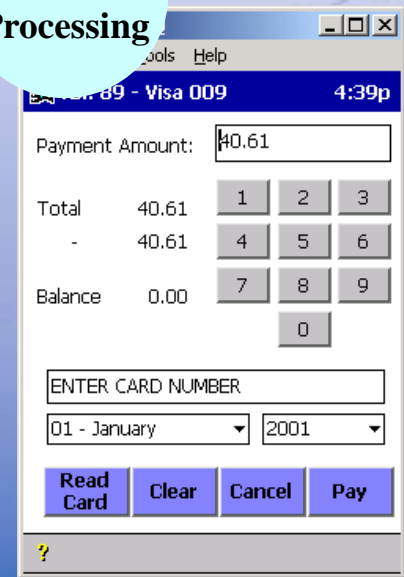 Processing
Tools Help
89 - Visa 009 4:39p
Payment Amount: 40.61
1 2 3
Total 40.61
- 40.61 4 5 6
7 8 9
Balance 0.00
0
ENTER CARD NUMBER
01 - January 2001
Read Card Clear Cancel Pay
?